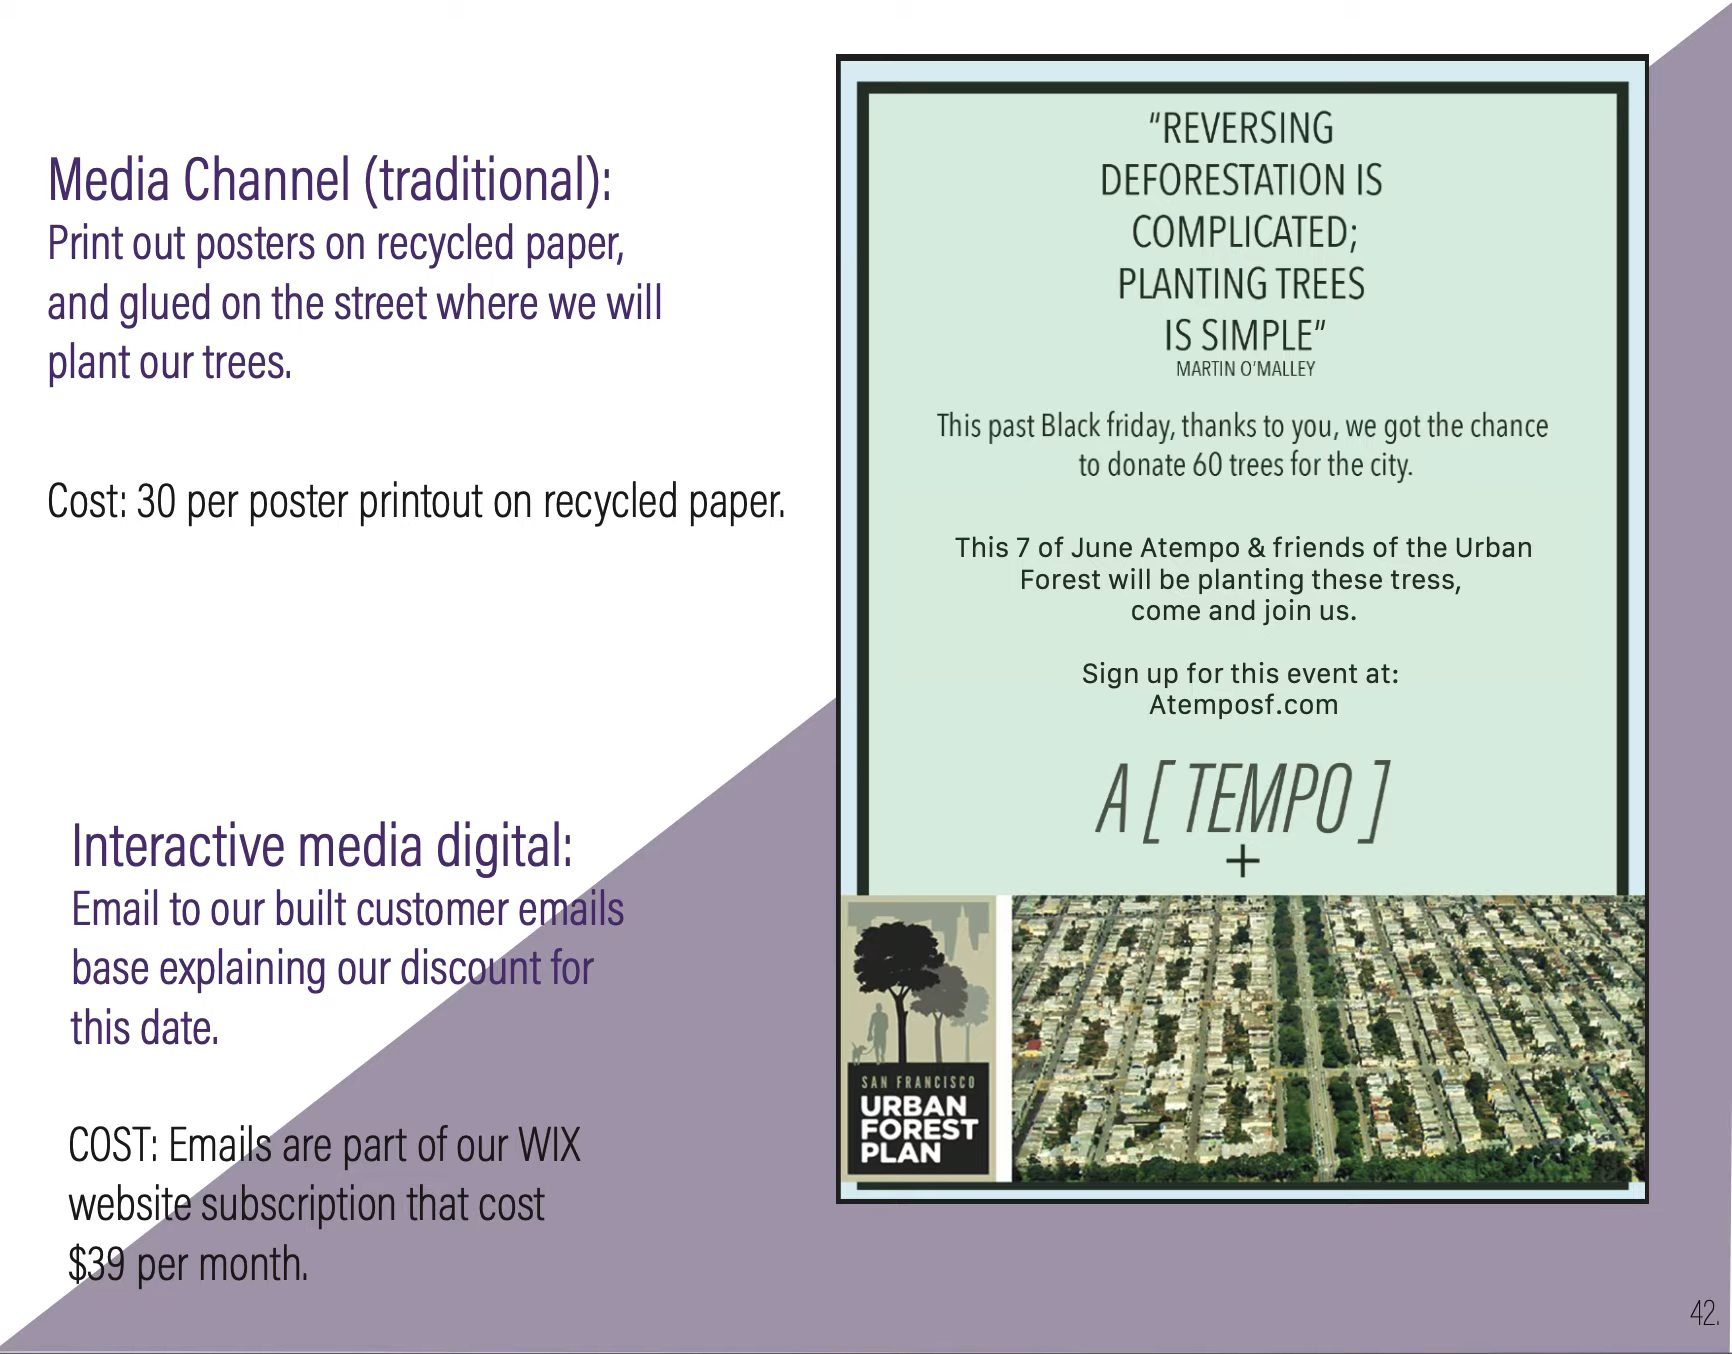 Media Channel (traditional):
Print out posters on recycled paper,
and glued on the street where we will
plant our trees.
Cost: 30 per poster printout on recycled paper.
Interactive media digital:
Email to our built customer emails
base explaining our discount for
this date.
COST: Emails are part of our WIX
website subscription that cost
$39 per month.
“REVERSING
DEFORESTATION IS
COMPLICATED;
PLANTING TREES
IS SIMPLE”
MARTIN O’MALLEY
This past Black friday, thanks to you, we got the chance
to donate 60 trees for the city.
This 7 of June Atempo & friends of the Urban
Forest will be planting these tress,
come and join us.
Sign up for this event at:
Atemposf.com
A [ TEMPO ]
+
SAN FRANCISCO
URBAN
FOREST
PLAN
42.